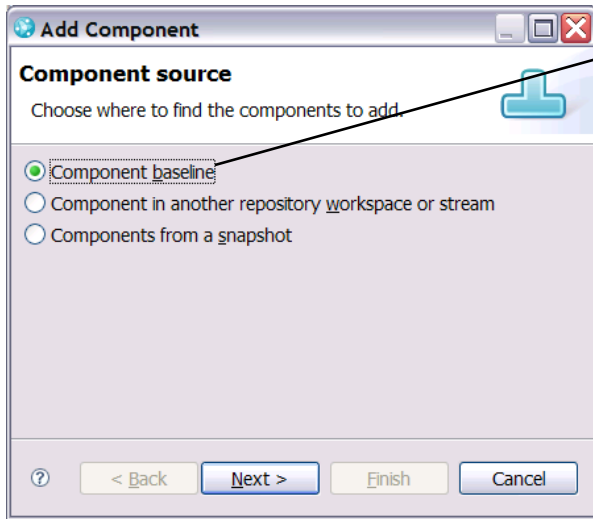 Add Component
Component source
Choose where to find the components to add.
Component baseline
Component in another repository workspace or stream
Components from a snapshot
?
< Back
Next >
Finish
Cancel